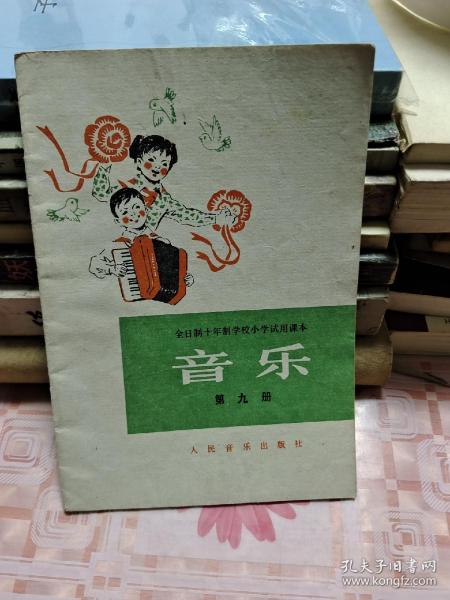 全日制十年制学校小学试用课本
音乐
第九册
人民音乐出版社
孔夫子旧书网
www.kongfz.com